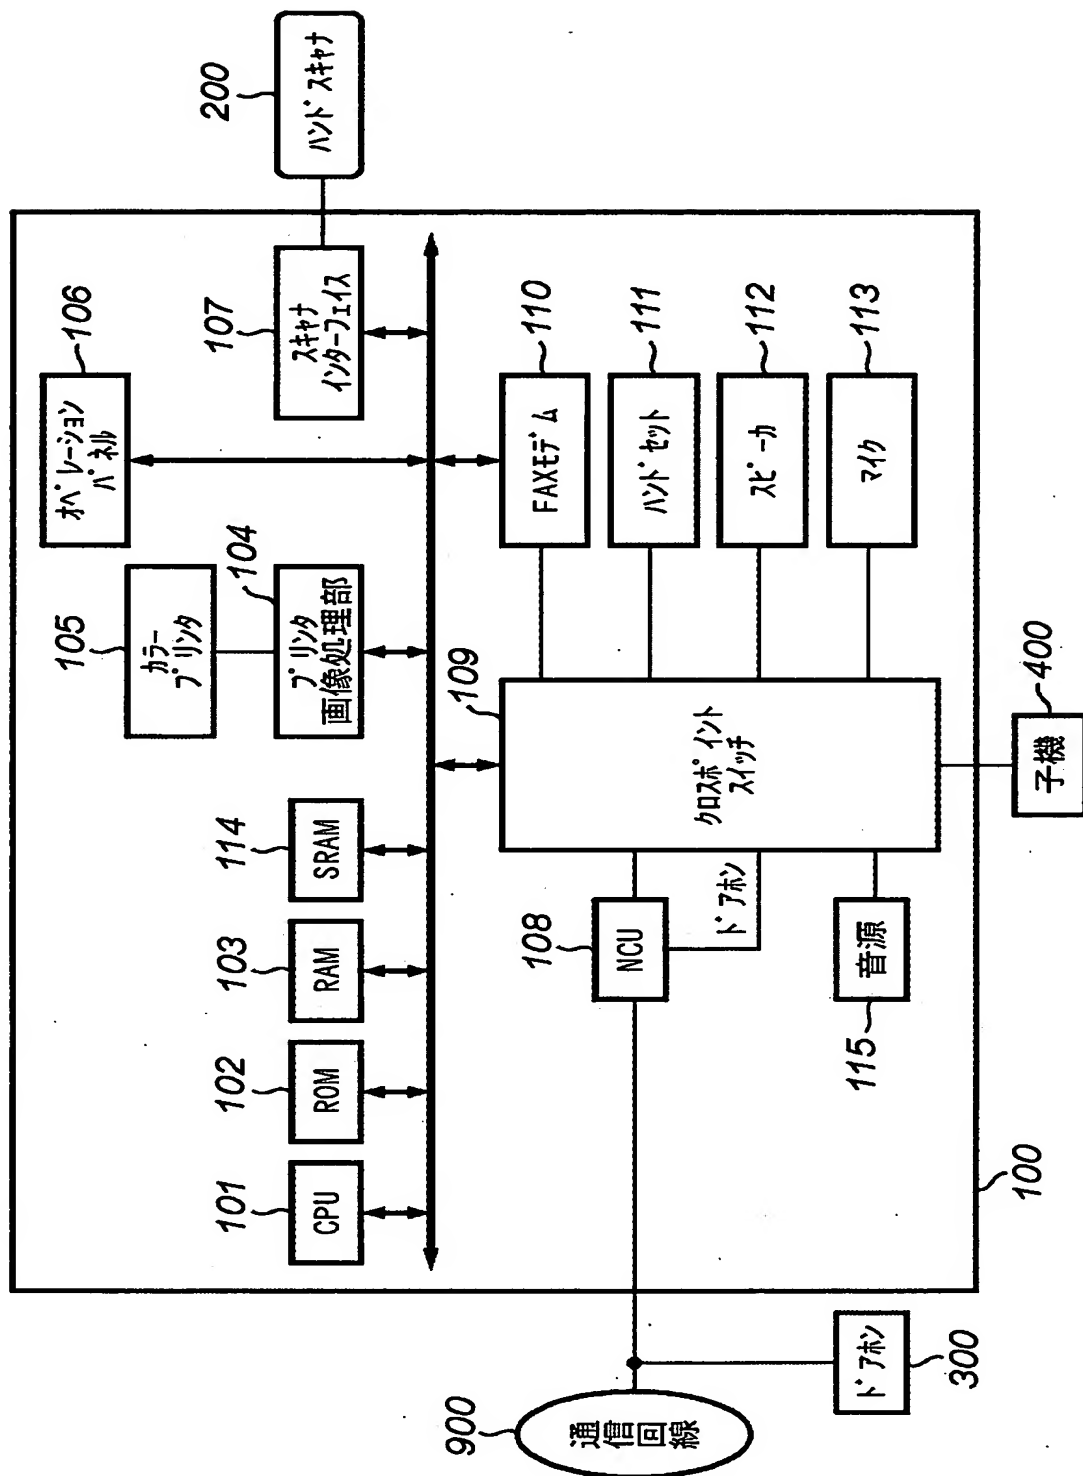 106
オペレーション
パネル
105
カラー
プリンタ
104
プリンタ
画像処理部
107
スキャナ
インターフェイス
200
ハンドスキャナ
101
CPU
102
ROM
103
RAM
114
SRAM
109
クロスポイント
スイッチ
110
FAXモデム
111
ハンドセット
112
スピーカ
113
マイク
108
NCU
ドアホン
115
音源
900
通信回線
300
ドアホン
100
400
子機